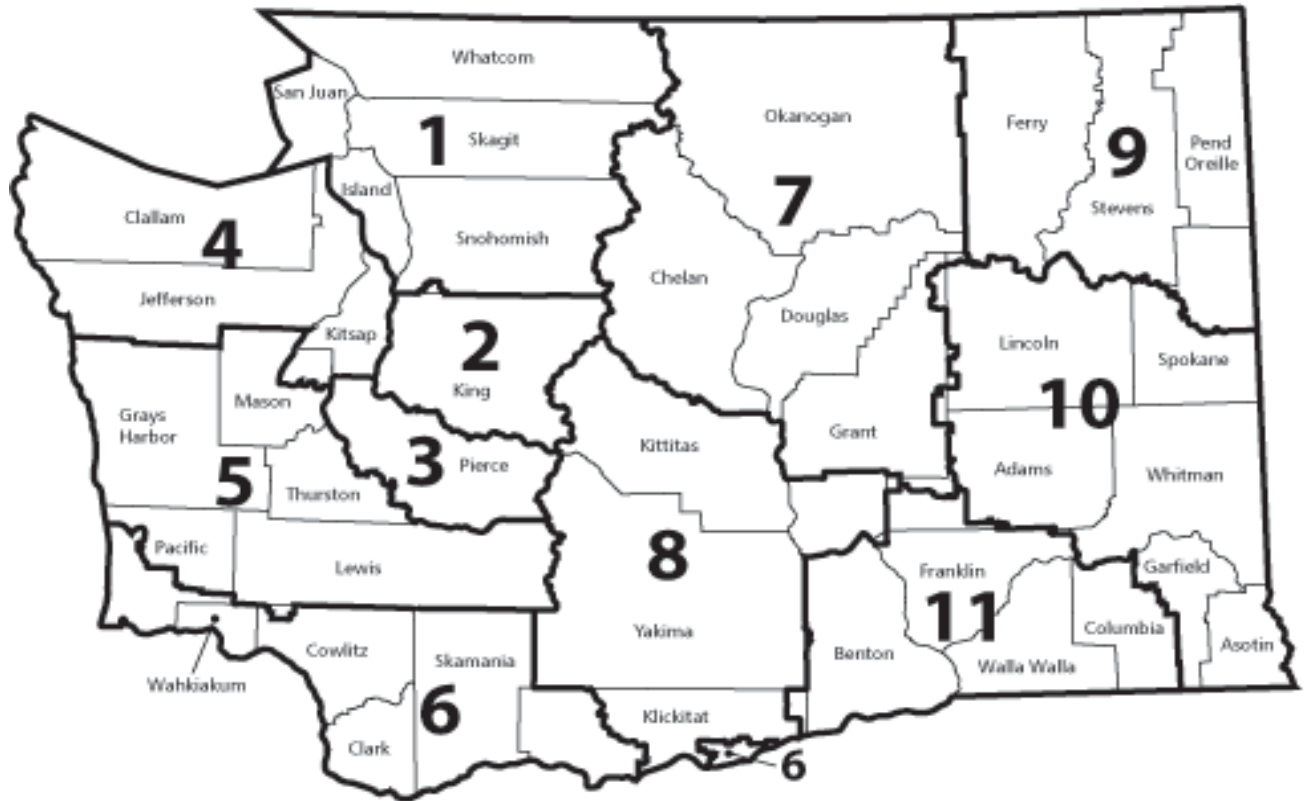 Whatcom
San Juan
1
Skagit
Island
Snohomish
Okanogan
7
Ferry
9
Pend
Oreille
Stevens
Clallam
4
Jefferson
Kitsap
2
King
Chelan
Douglas
Lincoln
Spokane
10
Grays
Harbor
Mason
5
Thurston
3
Pierce
Kittitas
Grant
Adams
Whitman
Pacific
Lewis
8
Yakima
Franklin
11
Garfield
Columbia
Benton
Walla Walla
Asotin
Wahkiakum
Cowlitz
Skamania
6
Clark
Klickitat
6